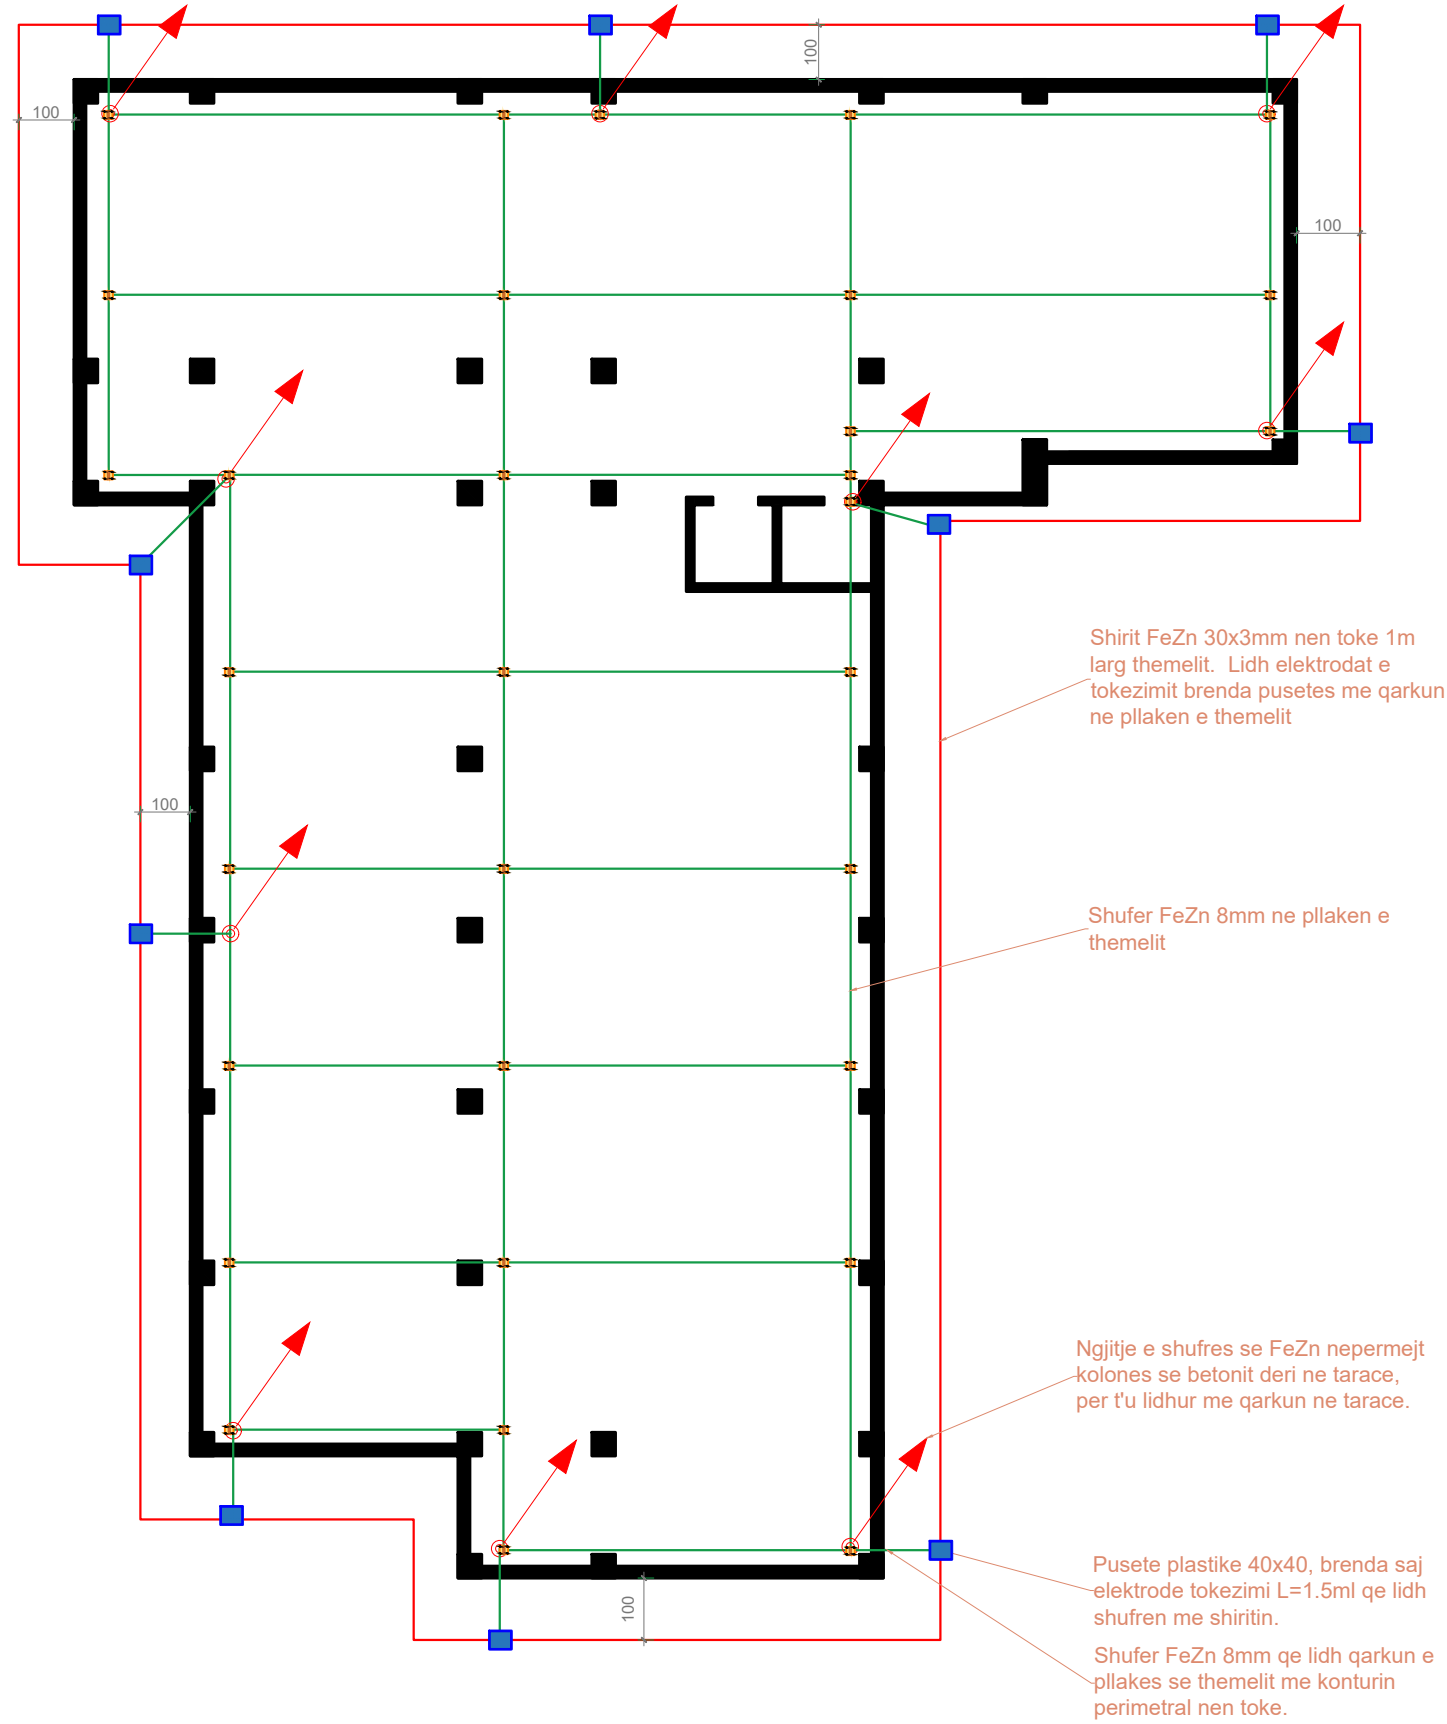 100
100
100
Shirit FeZn 30x3mm nen toke 1m
larg themelit.  Lidh elektrodat e
tokezimit brenda pusetes me qarkun
ne pllaken e themelit
100
Shufer FeZn 8mm ne pllaken e
themelit
Ngjitje e shufres se FeZn nepermejt
kolones se betonit deri ne tarace,
per t'u lidhur me qarkun ne tarace.
Pusete plastike 40x40, brenda saj
elektrode tokezimi L=1.5ml qe lidh
shufren me shiritin.
100
Shufer FeZn 8mm qe lidh qarkun e
pllakes se themelit me konturin
perimetral nen toke.